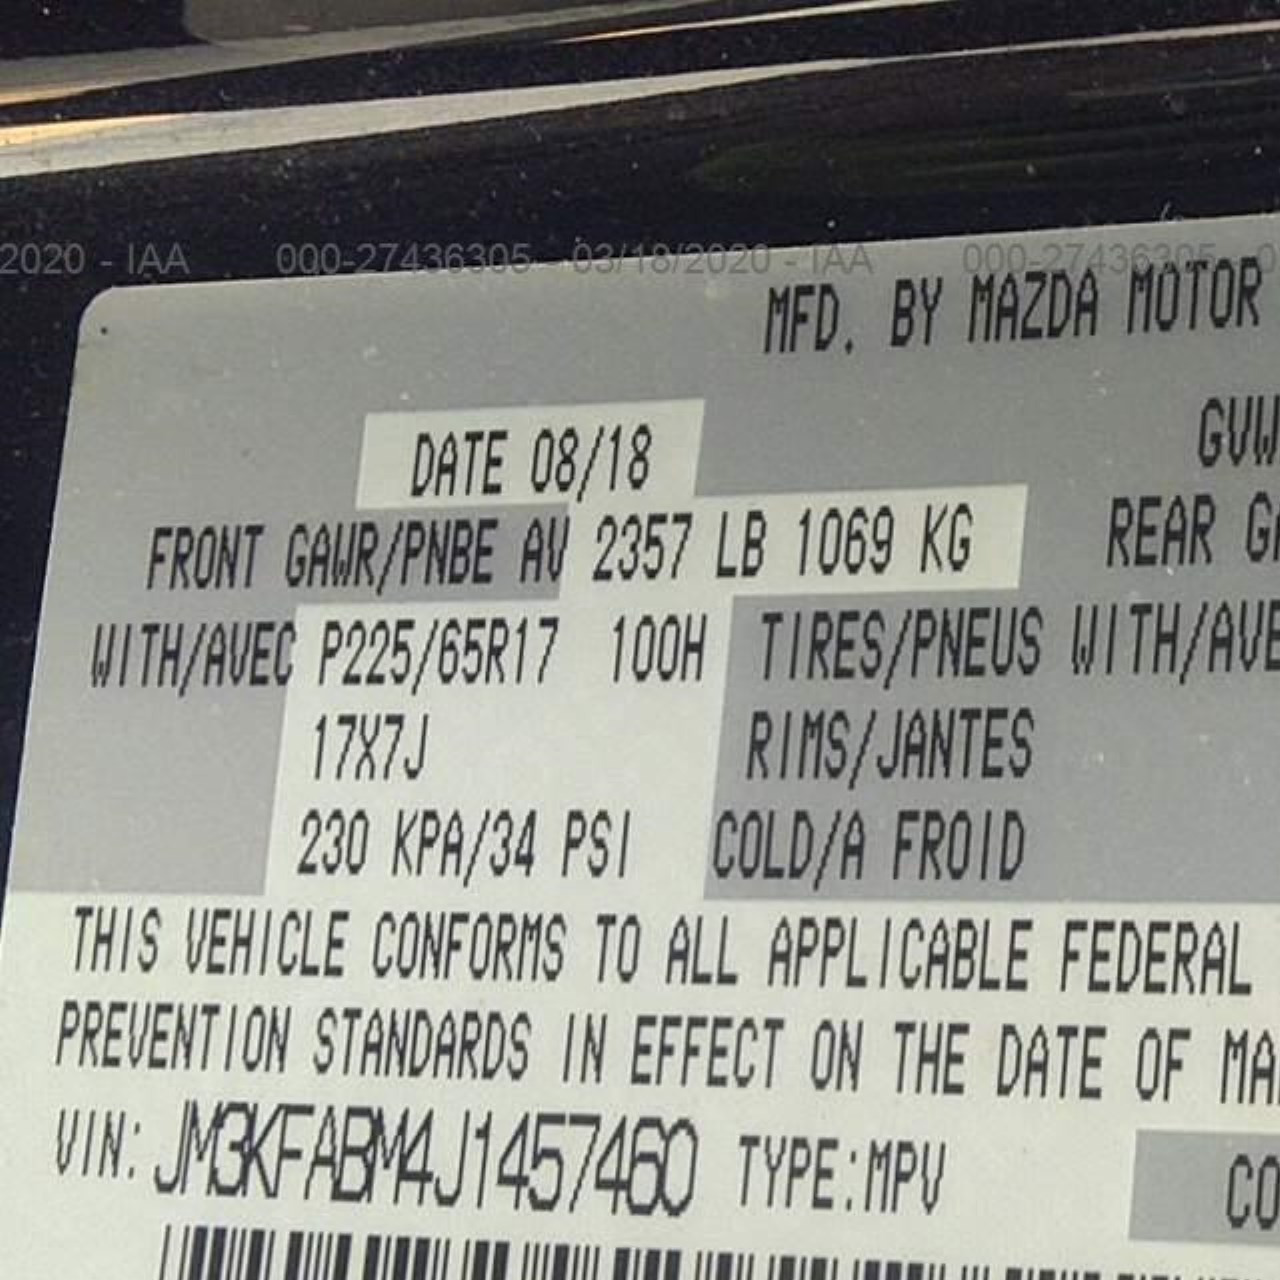 2020 - IAA 000-27436305 - 03/18/2020 - IAA 000-27436305 - 0
MFD. BY MAZDA MOTOR
DATE 08/18 GVW
FRONT GAWR/PNBE AV 2357 LB 1069 KG REAR GA
WITH/AVEC P225/65R17 100H TIRES/PNEUS WITH/AVE
17X7J RIMS/JANTES
230 KPA/34 PSI COLD/A FROID
THIS VEHICLE CONFORMS TO ALL APPLICABLE FEDERAL
PREVENTION STANDARDS IN EFFECT ON THE DATE OF MA
VIN: JM3KFABM4J1457460 TYPE:MPV CO